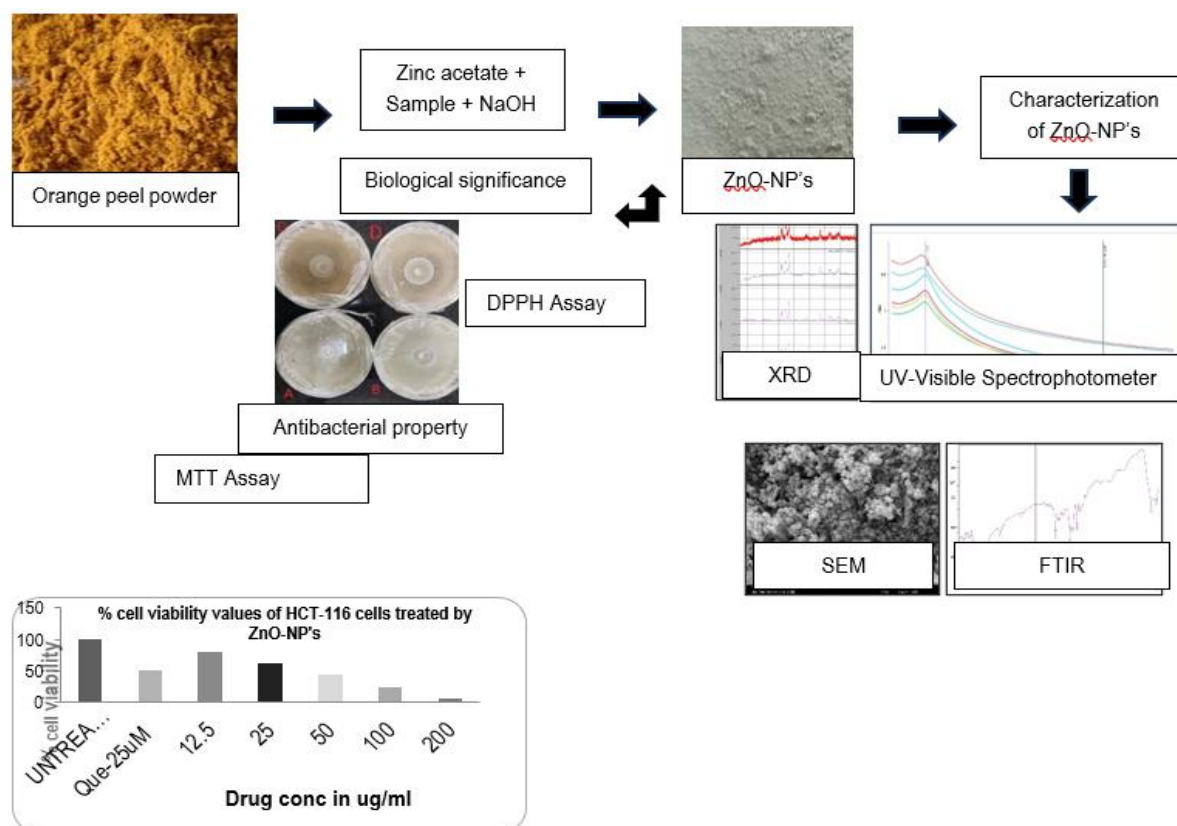 Orange peel powder
Zinc acetate +
Sample + NaOH
Biological significance
ZnO-NP's
Characterization
of ZnO-NP's
D
A
B
DPPH Assay
Antibacterial property
MTT Assay
XRD
UV-Visible Spectrophotometer
SEM
FTIR
% cell viability values of HCT-116 cells treated by
ZnO-NP's
% cell viability
150
100
50
0
UNTREA...
Que-25uM
12.5
25
50
100
200
Drug conc in ug/ml